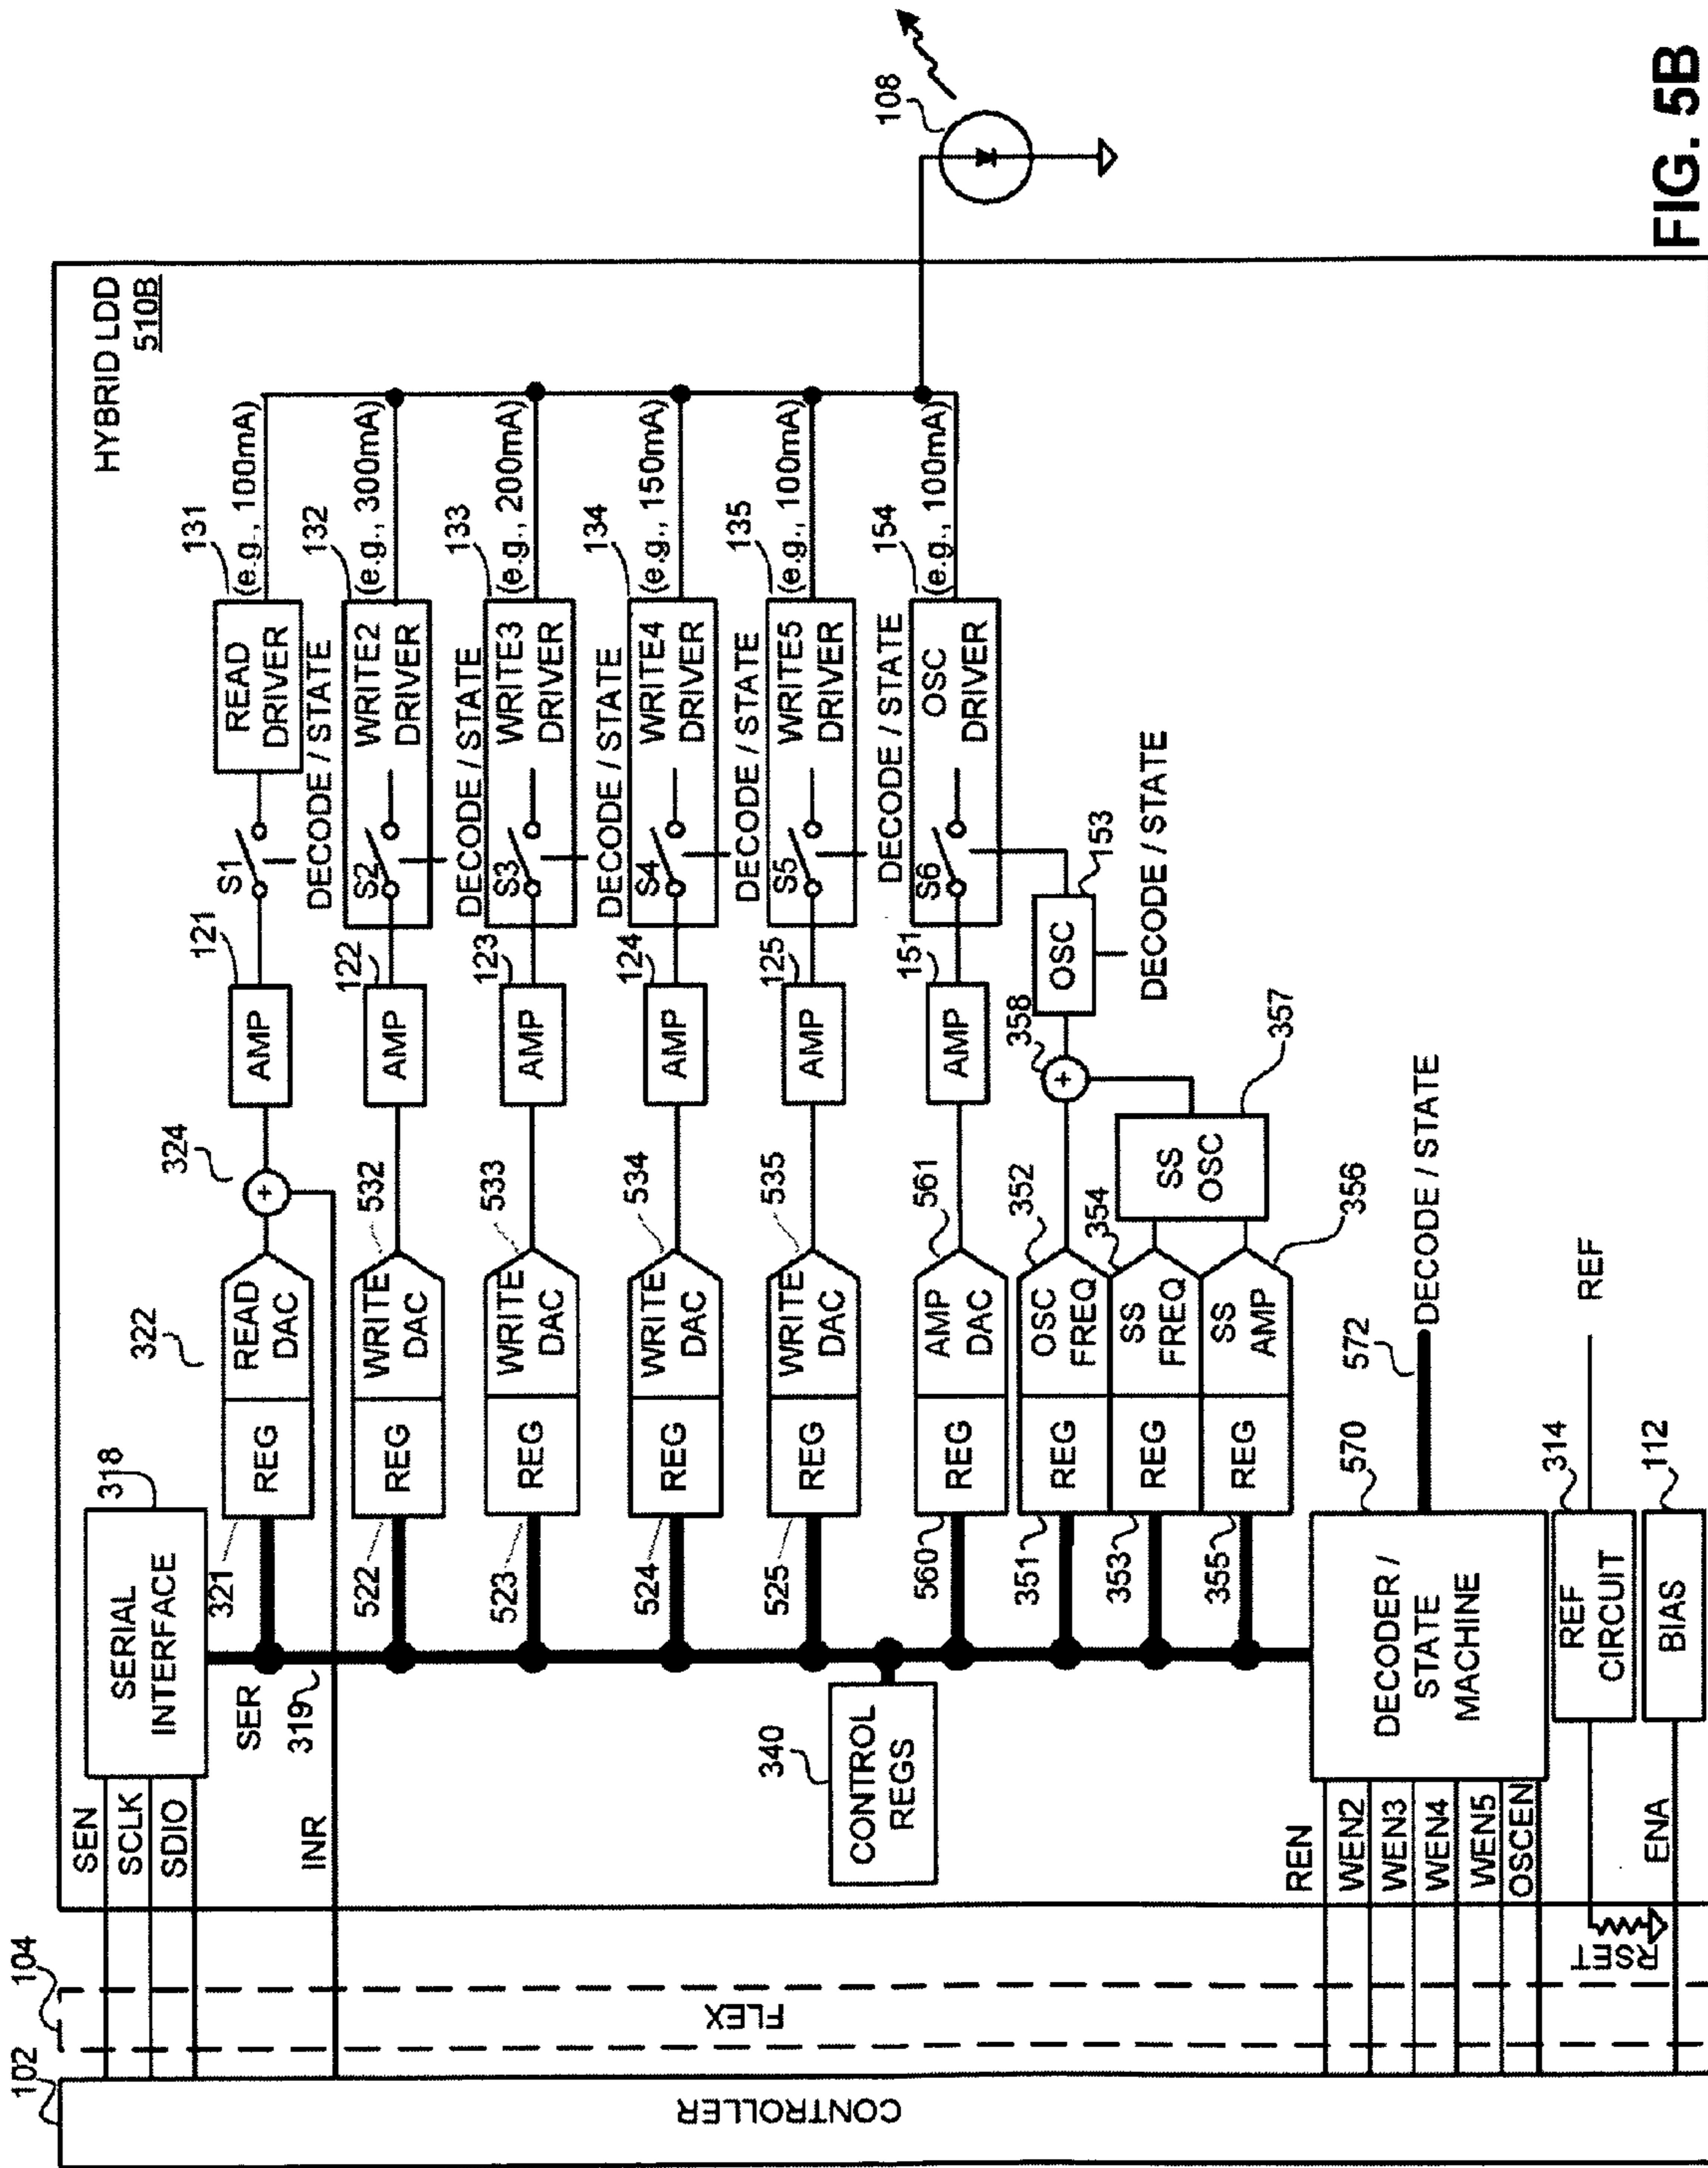 HYBRID LDD
510B
102
104
CONTROLLER
FLEX
SEN
SCLK
SDIO
SERIAL
INTERFACE
318
SER
319
INR
321
REG
READ
DAC
322
324
AMP
121
S1
READ
DRIVER
131
(e.g., 100mA)
DECODE / STATE
522
REG
WRITE
DAC
532
AMP
122
S2
WRITE2
DRIVER
132
(e.g., 300mA)
DECODE / STATE
523
REG
WRITE
DAC
533
AMP
123
S3
WRITE3
DRIVER
133
(e.g., 200mA)
DECODE / STATE
524
REG
WRITE
DAC
534
AMP
124
S4
WRITE4
DRIVER
134
(e.g., 150mA)
DECODE / STATE
525
REG
WRITE
DAC
535
AMP
125
S5
WRITE5
DRIVER
135
(e.g., 100mA)
DECODE / STATE
340
CONTROL
REGS
560
REG
AMP
DAC
561
AMP
151
S6
OSC
DRIVER
154
(e.g., 100mA)
351
REG
OSC
FREQ
352
358
+
OSC
153
DECODE / STATE
353
REG
SS
FREQ
354
SS
OSC
357
355
REG
SS
AMP
356
REN
WEN2
WEN3
WEN4
WEN5
OSCEN
DECODER /
STATE
MACHINE
570
572
DECODE / STATE
RSET
REF
CIRCUIT
314
REF
ENA
BIAS
112
108
+
FIG. 5B